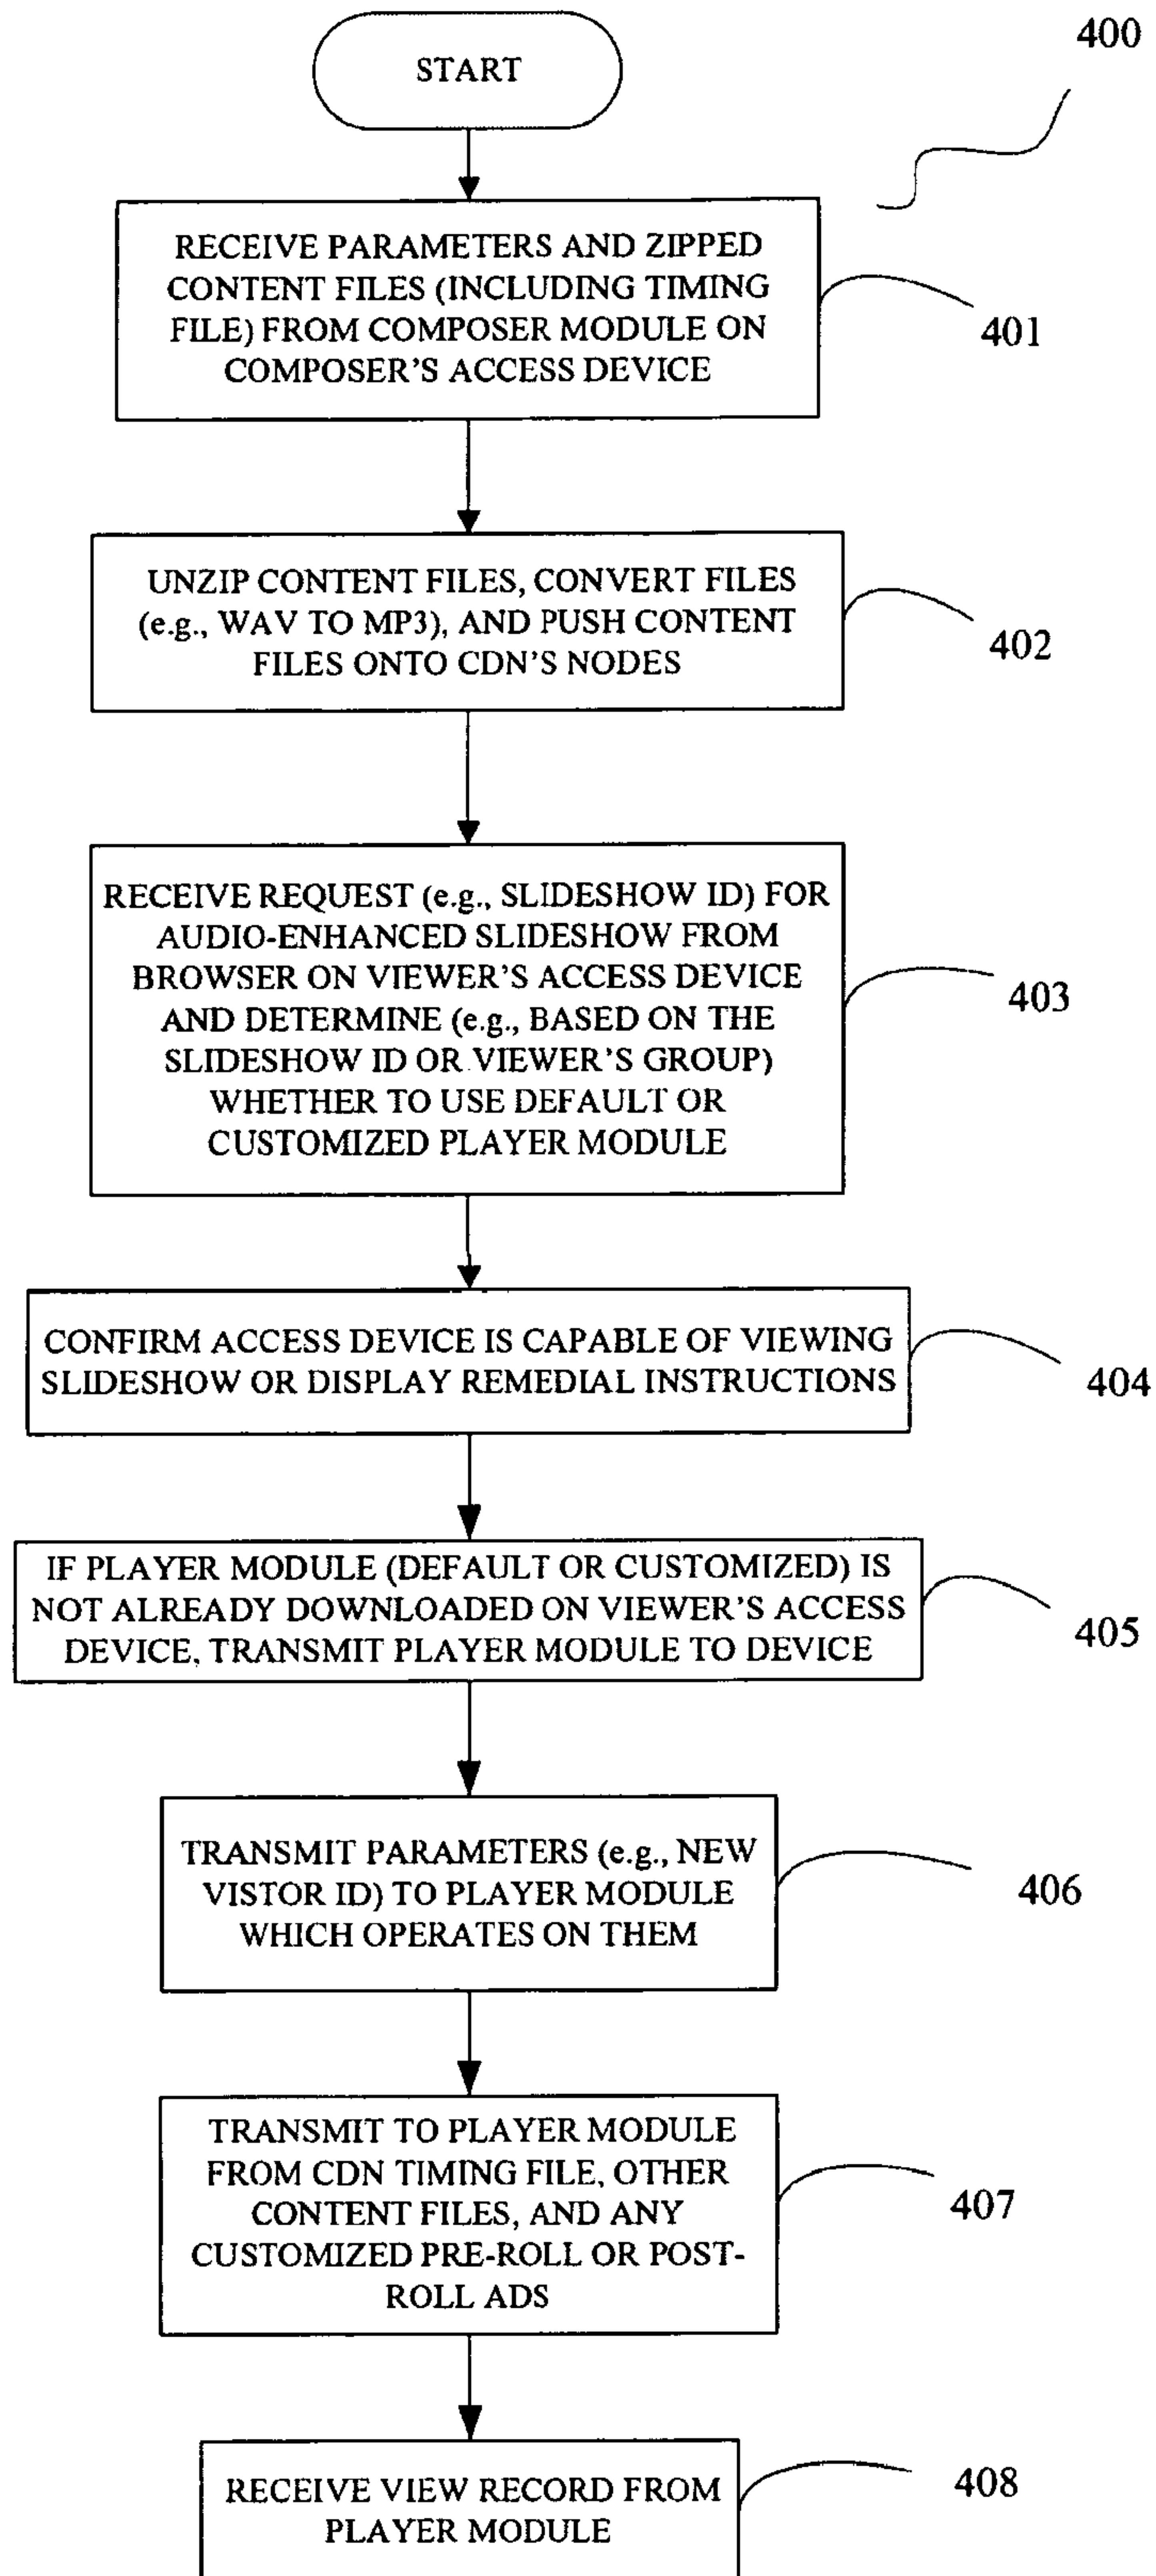 400
START
RECEIVE PARAMETERS AND ZIPPED
CONTENT FILES (INCLUDING TIMING
FILE) FROM COMPOSER MODULE ON
COMPOSER'S ACCESS DEVICE
401
UNZIP CONTENT FILES, CONVERT FILES
(e.g., WAV TO MP3), AND PUSH CONTENT
FILES ONTO CDN'S NODES
402
RECEIVE REQUEST (e.g., SLIDESHOW ID) FOR
AUDIO-ENHANCED SLIDESHOW FROM
BROWSER ON VIEWER'S ACCESS DEVICE
AND DETERMINE (e.g., BASED ON THE
SLIDESHOW ID OR VIEWER'S GROUP)
WHETHER TO USE DEFAULT OR
CUSTOMIZED PLAYER MODULE
403
CONFIRM ACCESS DEVICE IS CAPABLE OF VIEWING
SLIDESHOW OR DISPLAY REMEDIAL INSTRUCTIONS
404
IF PLAYER MODULE (DEFAULT OR CUSTOMIZED) IS
NOT ALREADY DOWNLOADED ON VIEWER'S ACCESS
DEVICE, TRANSMIT PLAYER MODULE TO DEVICE
405
TRANSMIT PARAMETERS (e.g., NEW
VISTOR ID) TO PLAYER MODULE
WHICH OPERATES ON THEM
406
TRANSMIT TO PLAYER MODULE
FROM CDN TIMING FILE, OTHER
CONTENT FILES, AND ANY
CUSTOMIZED PRE-ROLL OR POST-
ROLL ADS
407
RECEIVE VIEW RECORD FROM
PLAYER MODULE
408